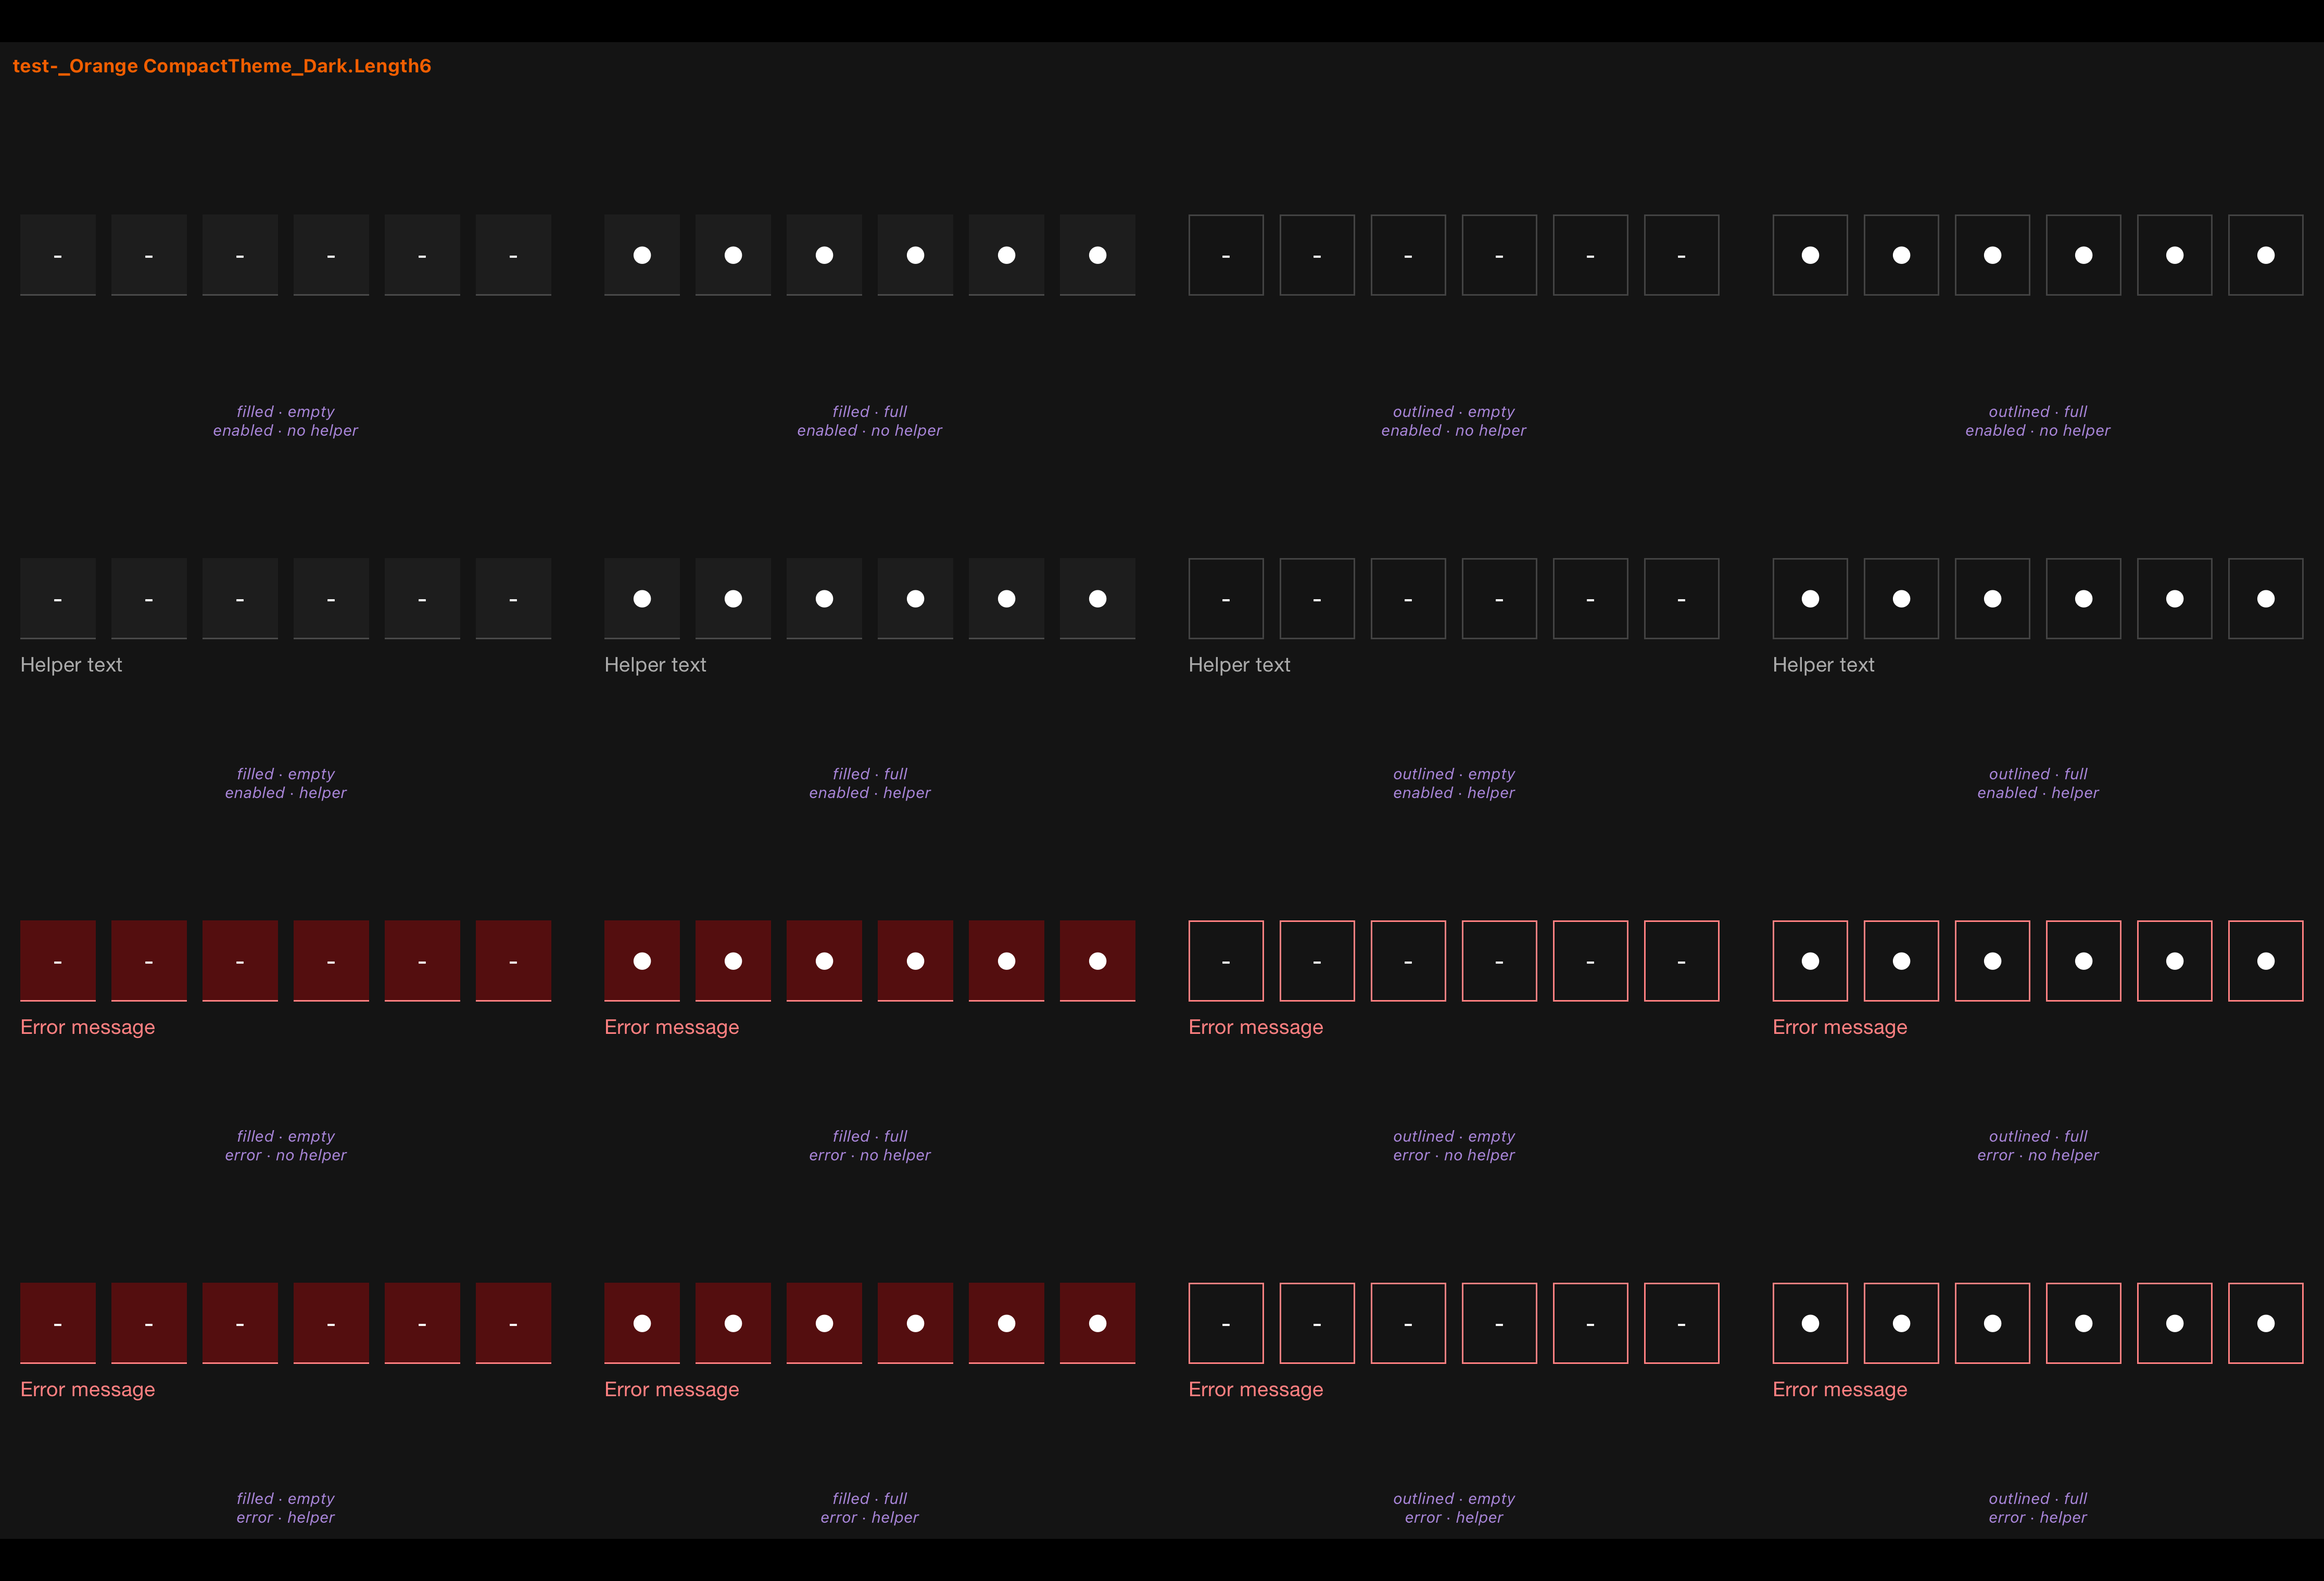 test-_Orange CompactTheme_Dark.Length6
- - - - - -
- - - - - -
filled · empty
enabled · no helper
filled · full
enabled · no helper
outlined · empty
enabled · no helper
outlined · full
enabled · no helper
- - - - - -
- - - - - -
Helper text
Helper text
Helper text
Helper text
filled · empty
enabled · helper
filled · full
enabled · helper
outlined · empty
enabled · helper
outlined · full
enabled · helper
- - - - - -
- - - - - -
Error message
Error message
Error message
Error message
filled · empty
error · no helper
filled · full
error · no helper
outlined · empty
error · no helper
outlined · full
error · no helper
- - - - - -
- - - - - -
Error message
Error message
Error message
Error message
filled · empty
error · helper
filled · full
error · helper
outlined · empty
error · helper
outlined · full
error · helper